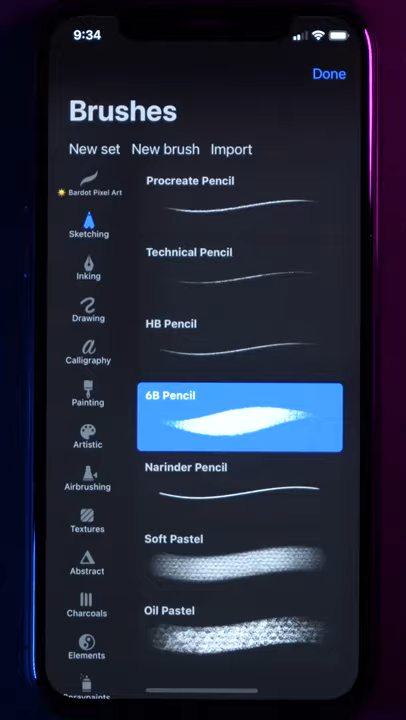 9:34
Done
Brushes
New set New brush Import
Bardot Pixel Art
Sketching
Inking
Drawing
Calligraphy
Painting
Artistic
Airbrushing
Textures
Abstract
Charcoals
Elements
Spraypaints
Procreate Pencil
Technical Pencil
HB Pencil
6B Pencil
Narinder Pencil
Soft Pastel
Oil Pastel